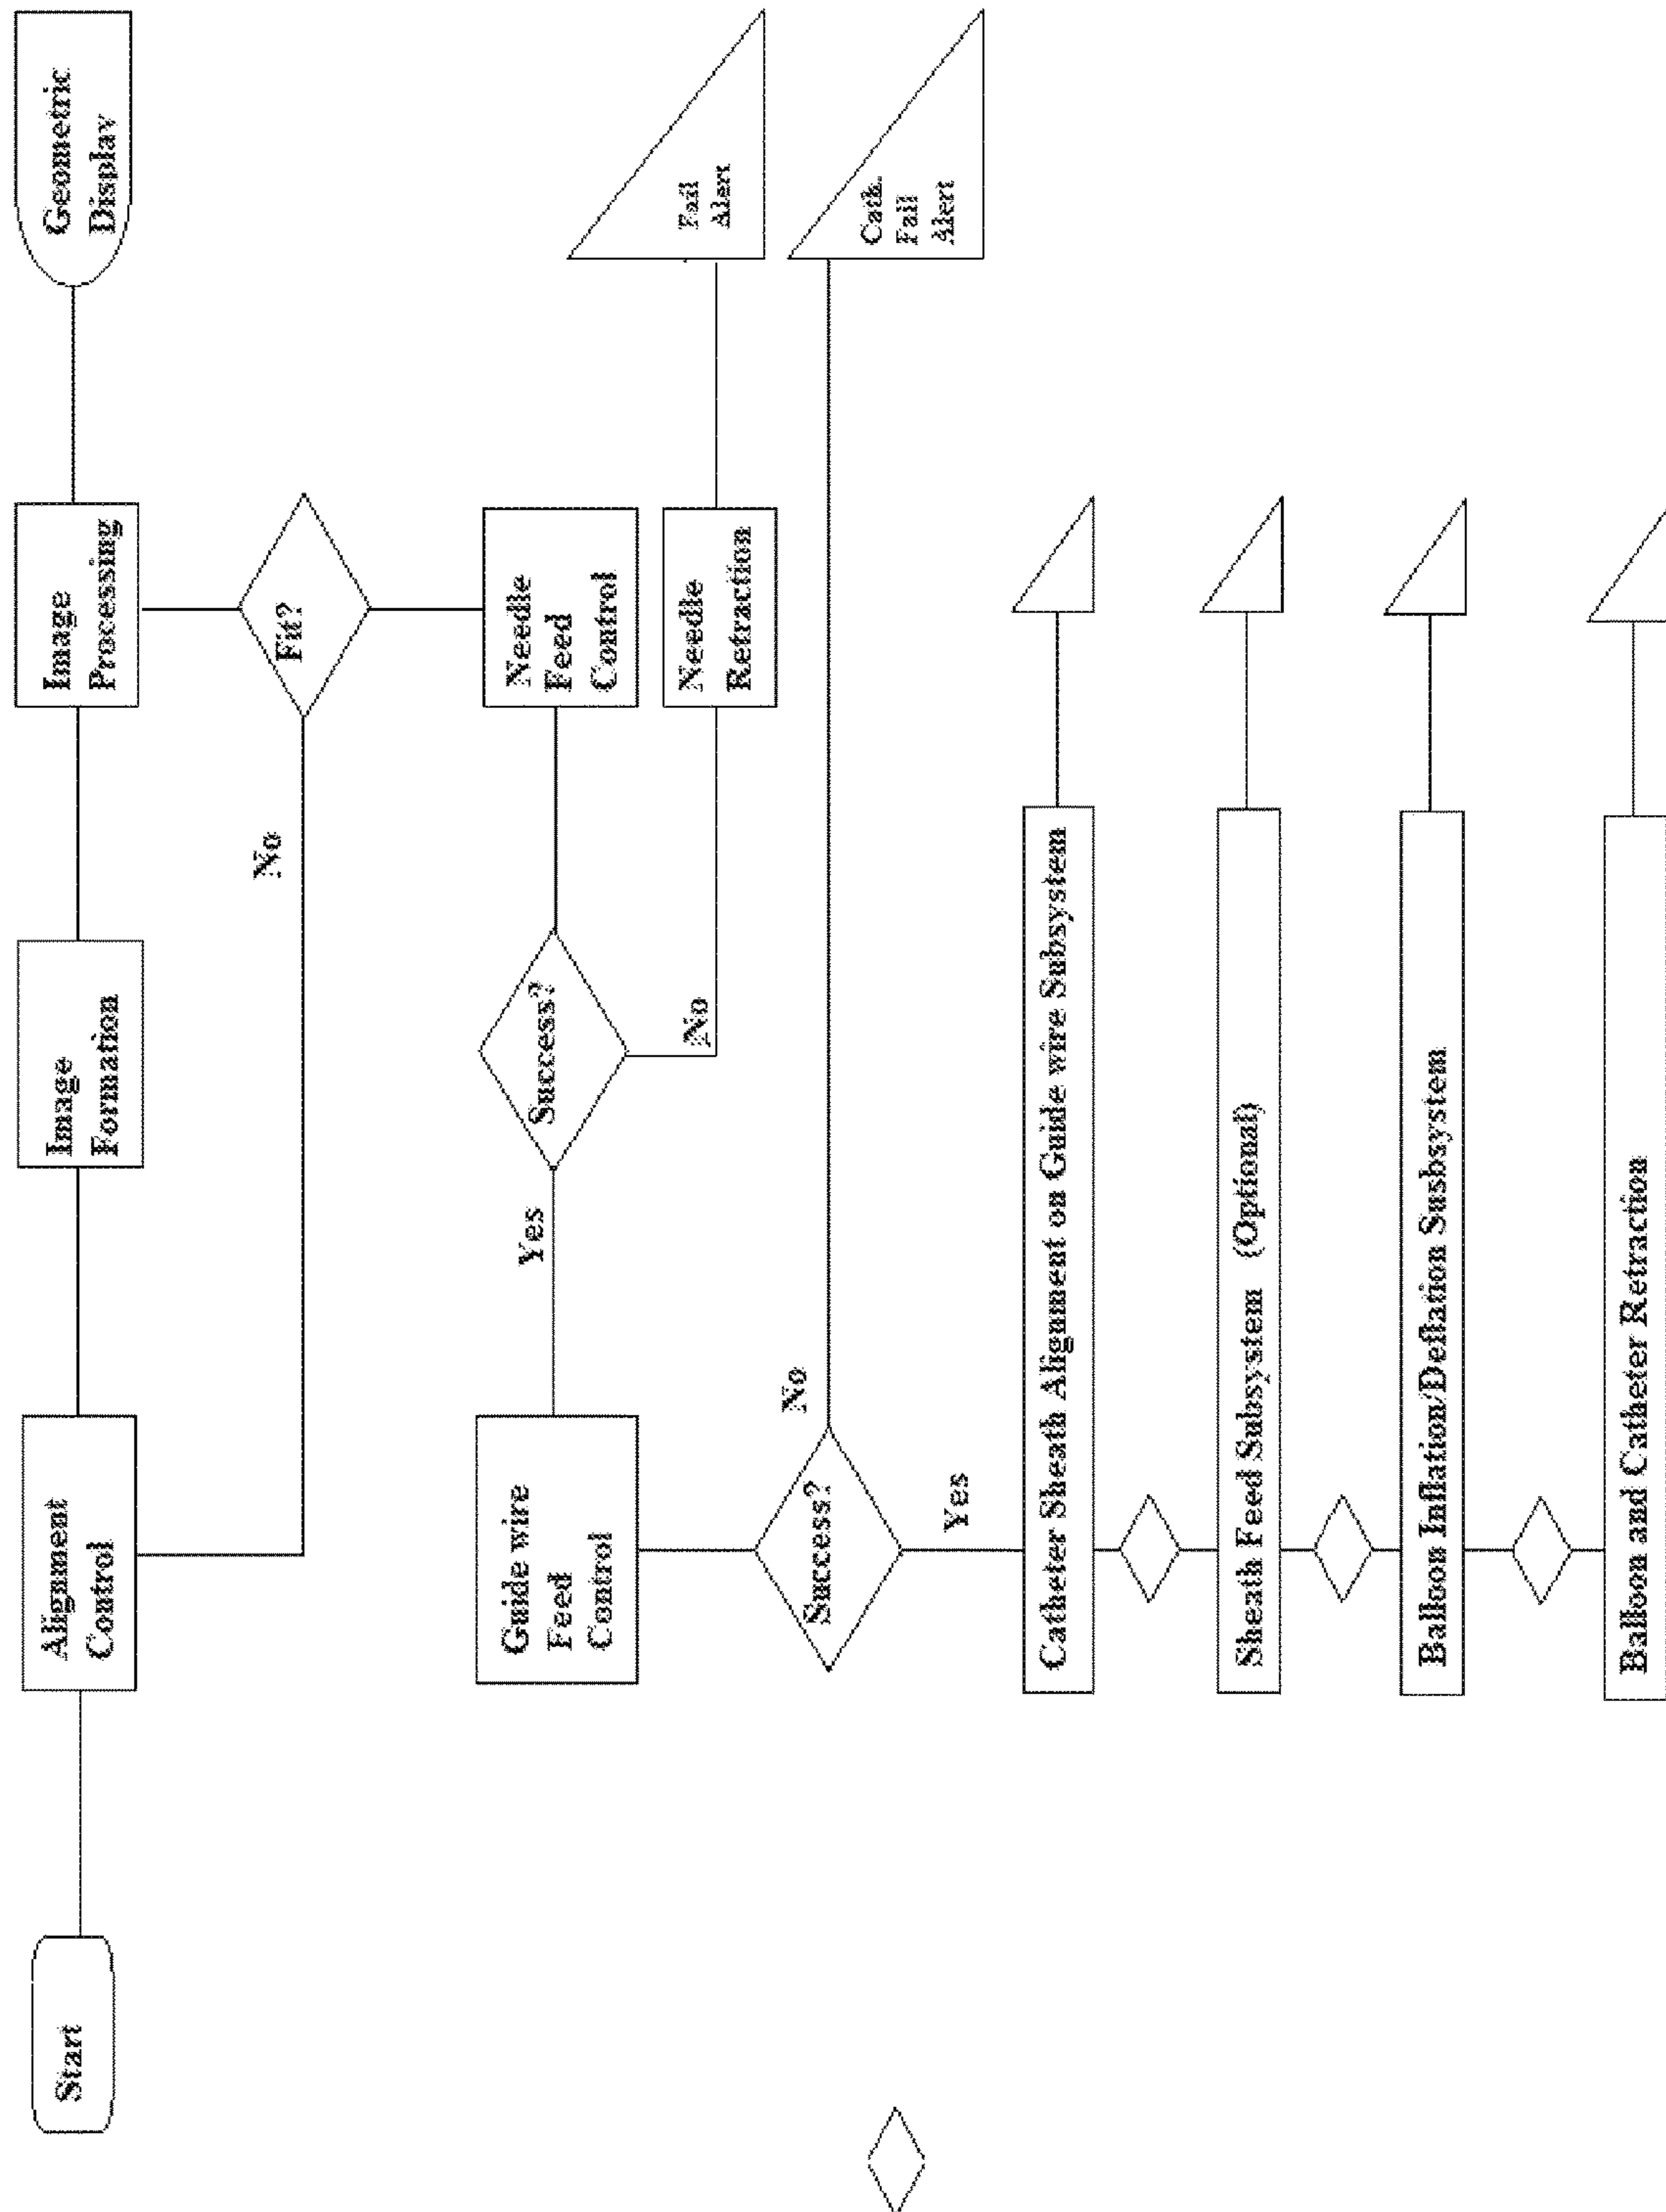 Start
Alignment
Control
Image
Formation
Image
Processing
Geometric
Display
No
Fit?
Guide wire
Feed
Control
Yes
Success?
Needle
Feed
Control
No
Needle
Retraction
Fail
Alert
Success?
No
Cath.
Fail
Alert
Yes
Catheter Sheath Alignment on Guide wire Subsystem
Sheath Feed Subsystem (Optional)
Balloon Inflation/Deflation Susbsystem
Balloon and Catheter Retraction